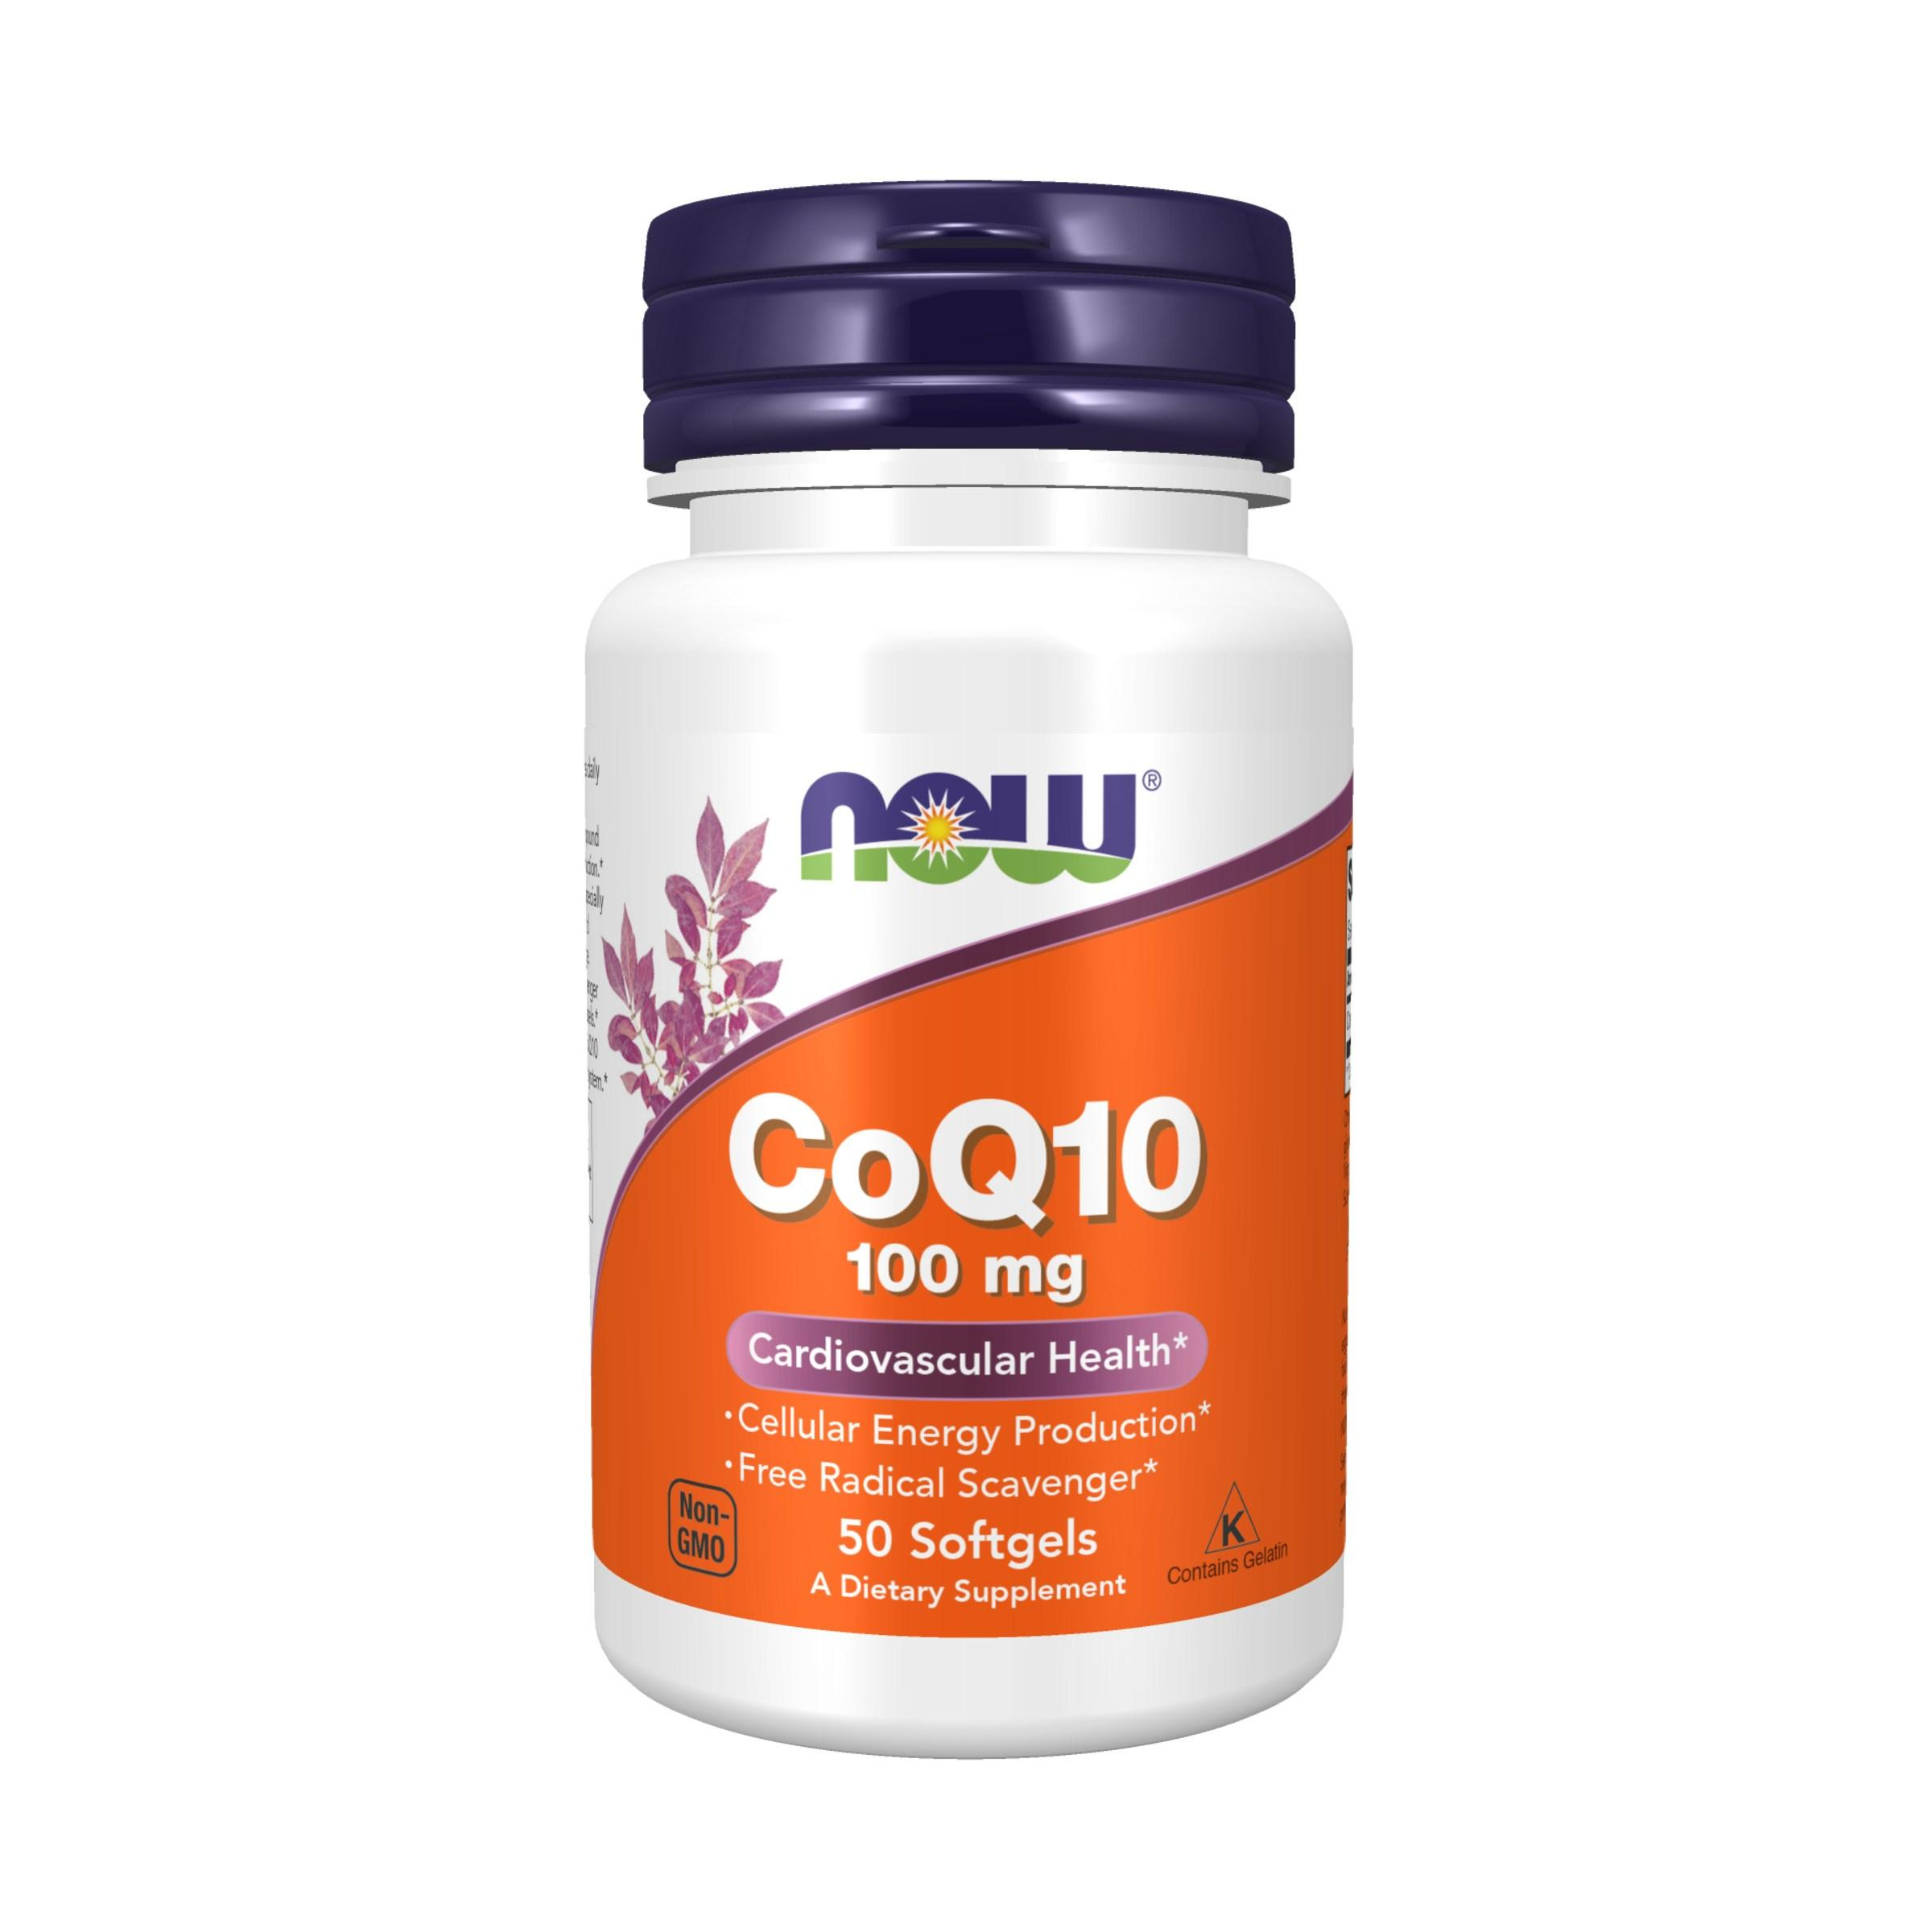 now®
CoQ10
100 mg
Cardiovascular Health*
•Cellular Energy Production*
•Free Radical Scavenger*
Non-
GMO
50 Softgels
A Dietary Supplement
K
Contains Gelatin
daily